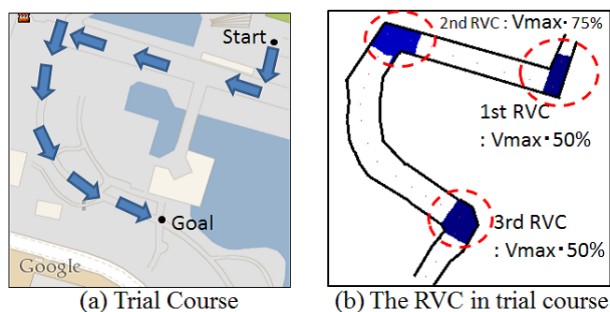 Start
Goal
Google
(a) Trial Course
2nd RVC : Vmax・75%
1st RVC
: Vmax・50%
3rd RVC
: Vmax・50%
(b) The RVC in trial course